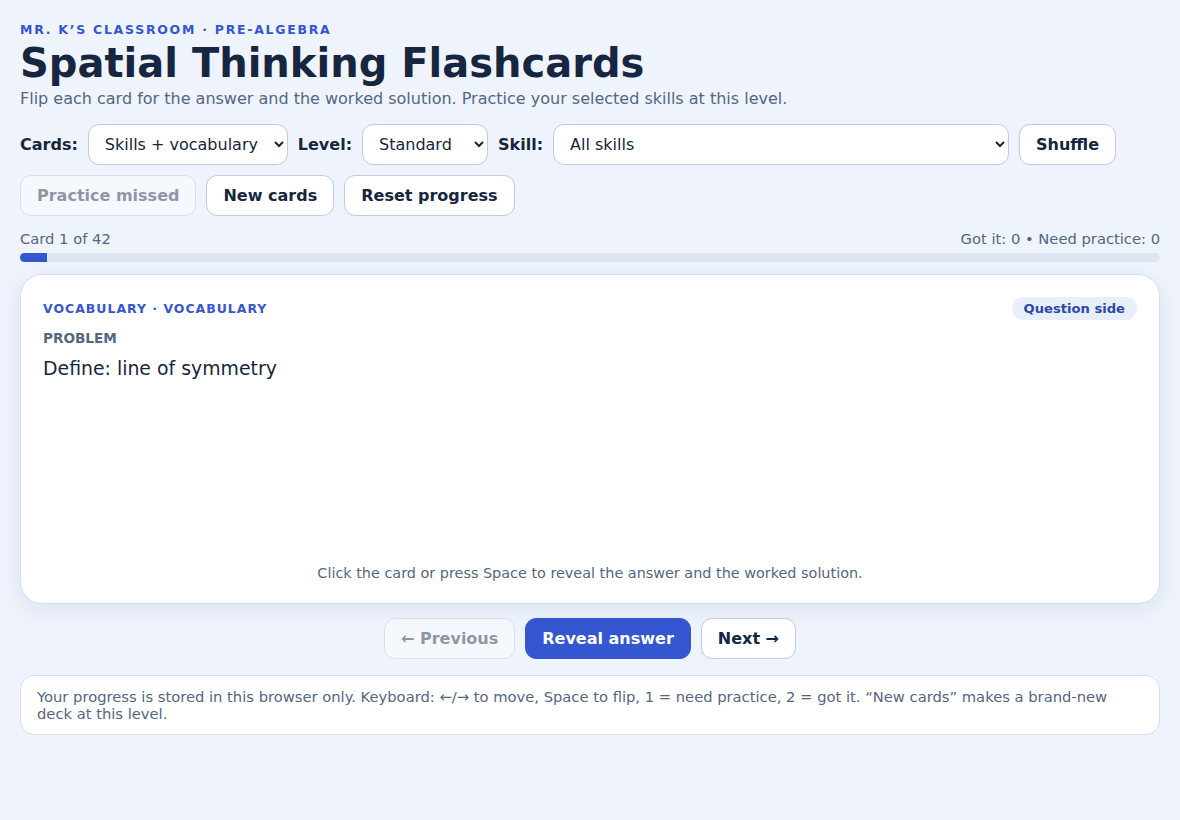 MR. K’S CLASSROOM · PRE-ALGEBRA
Spatial Thinking Flashcards
Flip each card for the answer and the worked solution. Practice your selected skills at this level.
Cards: Skills + vocabulary Level: Standard Skill: All skills Shuffle
Practice missed New cards Reset progress
Card 1 of 42 Got it: 0 • Need practice: 0
VOCABULARY · VOCABULARY Question side
PROBLEM
Define: line of symmetry
Click the card or press Space to reveal the answer and the worked solution.
← Previous Reveal answer Next →
Your progress is stored in this browser only. Keyboard: ←/→ to move, Space to flip, 1 = need practice, 2 = got it. “New cards” makes a brand-new
deck at this level.